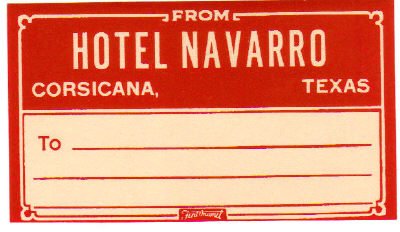 FROM
HOTEL NAVARRO
CORSICANA, TEXAS
To